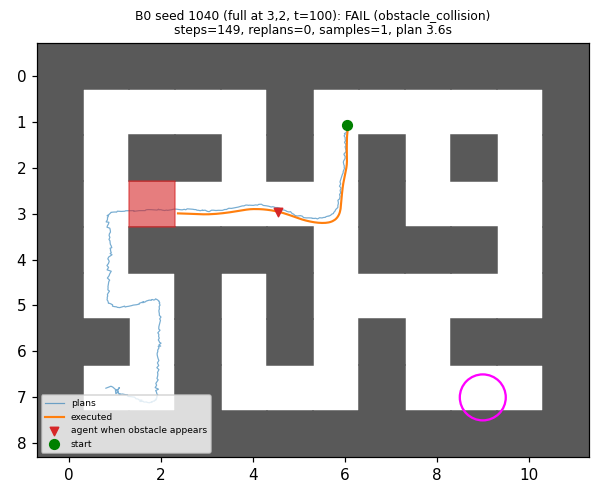 B0 seed 1040 (full at 3,2, t=100): FAIL (obstacle_collision)
steps=149, replans=0, samples=1, plan 3.6s
0
1
2
3
4
5
6
7
8
plans
executed
agent when obstacle appears
start
0
2
4
6
8
10